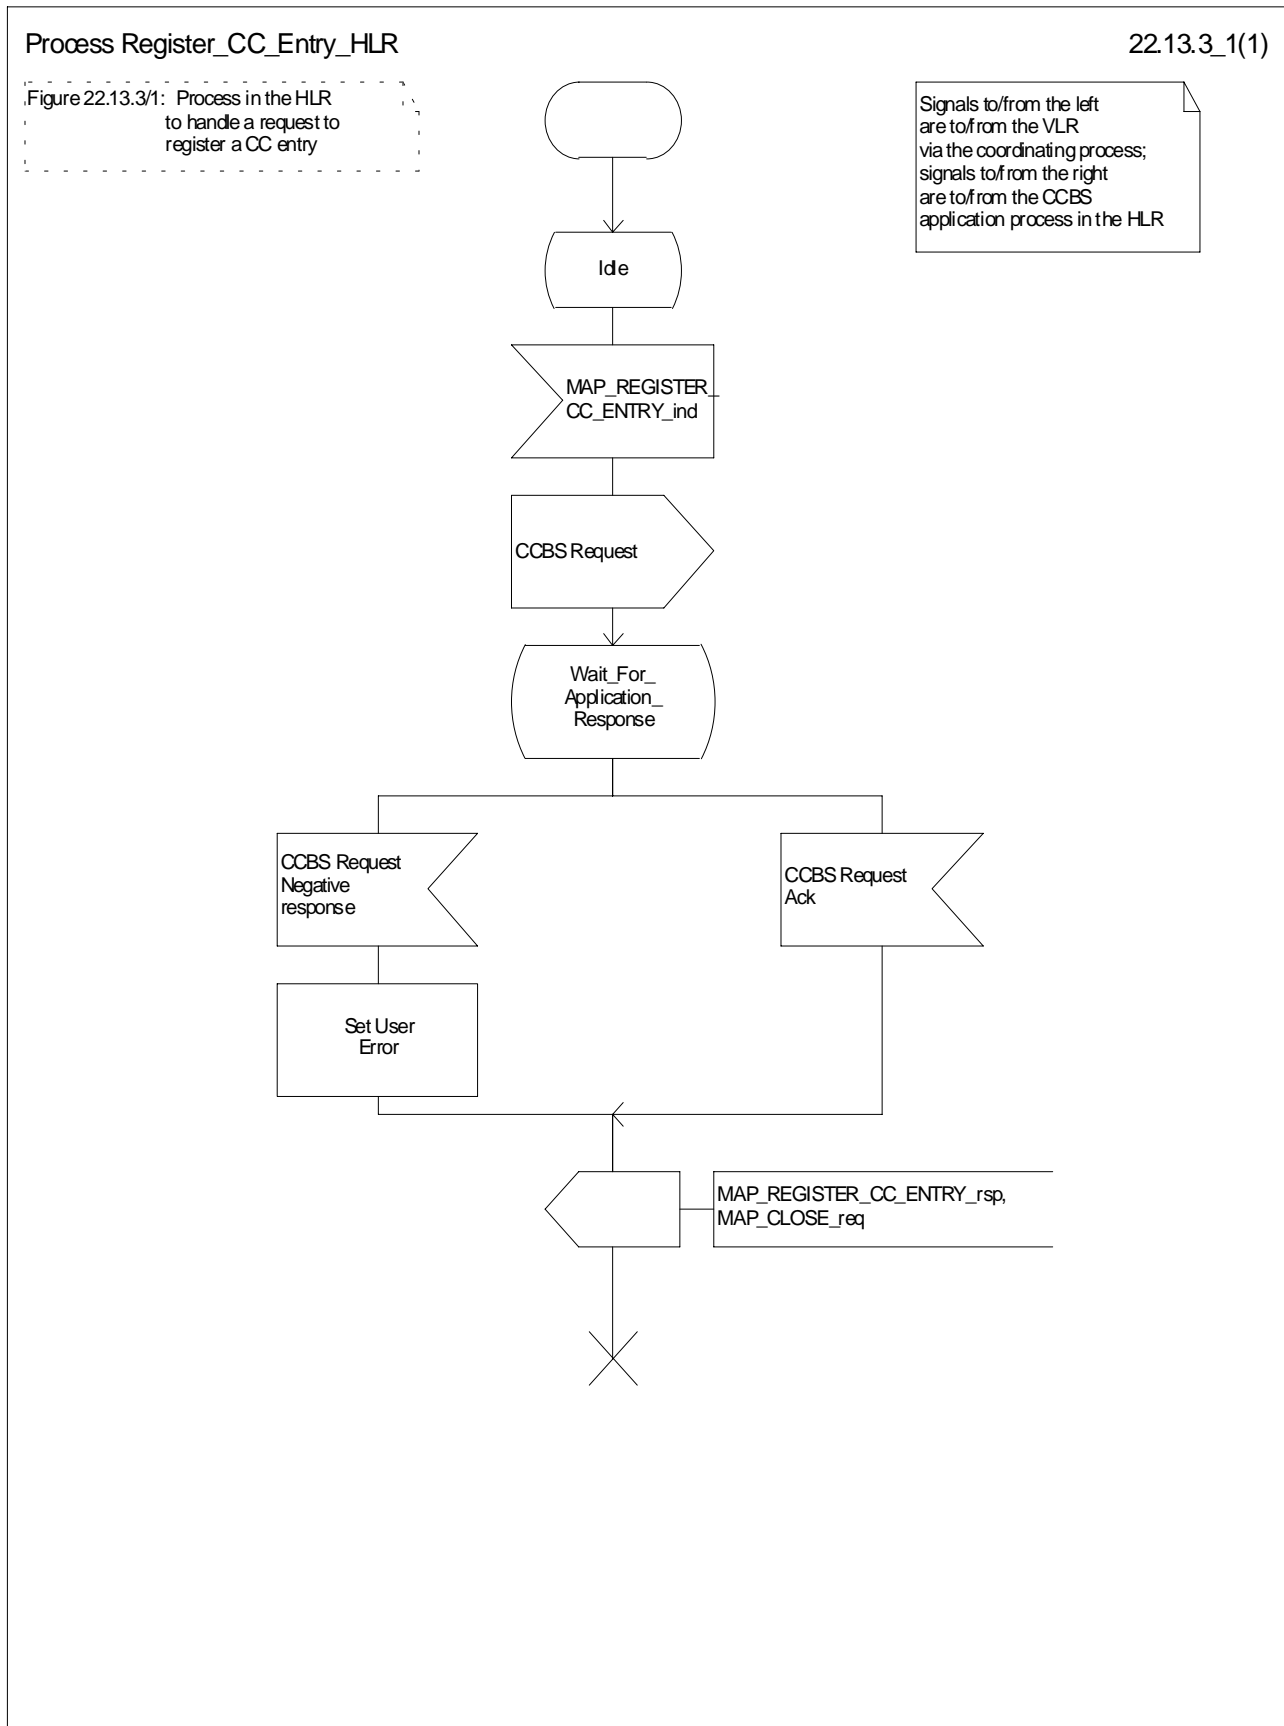 Process Register_CC_Entry_HLR
22.13.3_1(1)
Figure 22.13.3/1: Process in the HLR
to handle a request to
register a CC entry
Signals to/from the left
are to/from the VLR
via the coordinating process;
signals to/from the right
are to/from the CCBS
application process in the HLR
Idle
MAP_REGISTER_
CC_ENTRY_ind
CCBS Request
Wait_For_
Application_
Response
CCBS Request
Negative
response
CCBS Request
Ack
Set User
Error
MAP_REGISTER_CC_ENTRY_rsp,
MAP_CLOSE_req